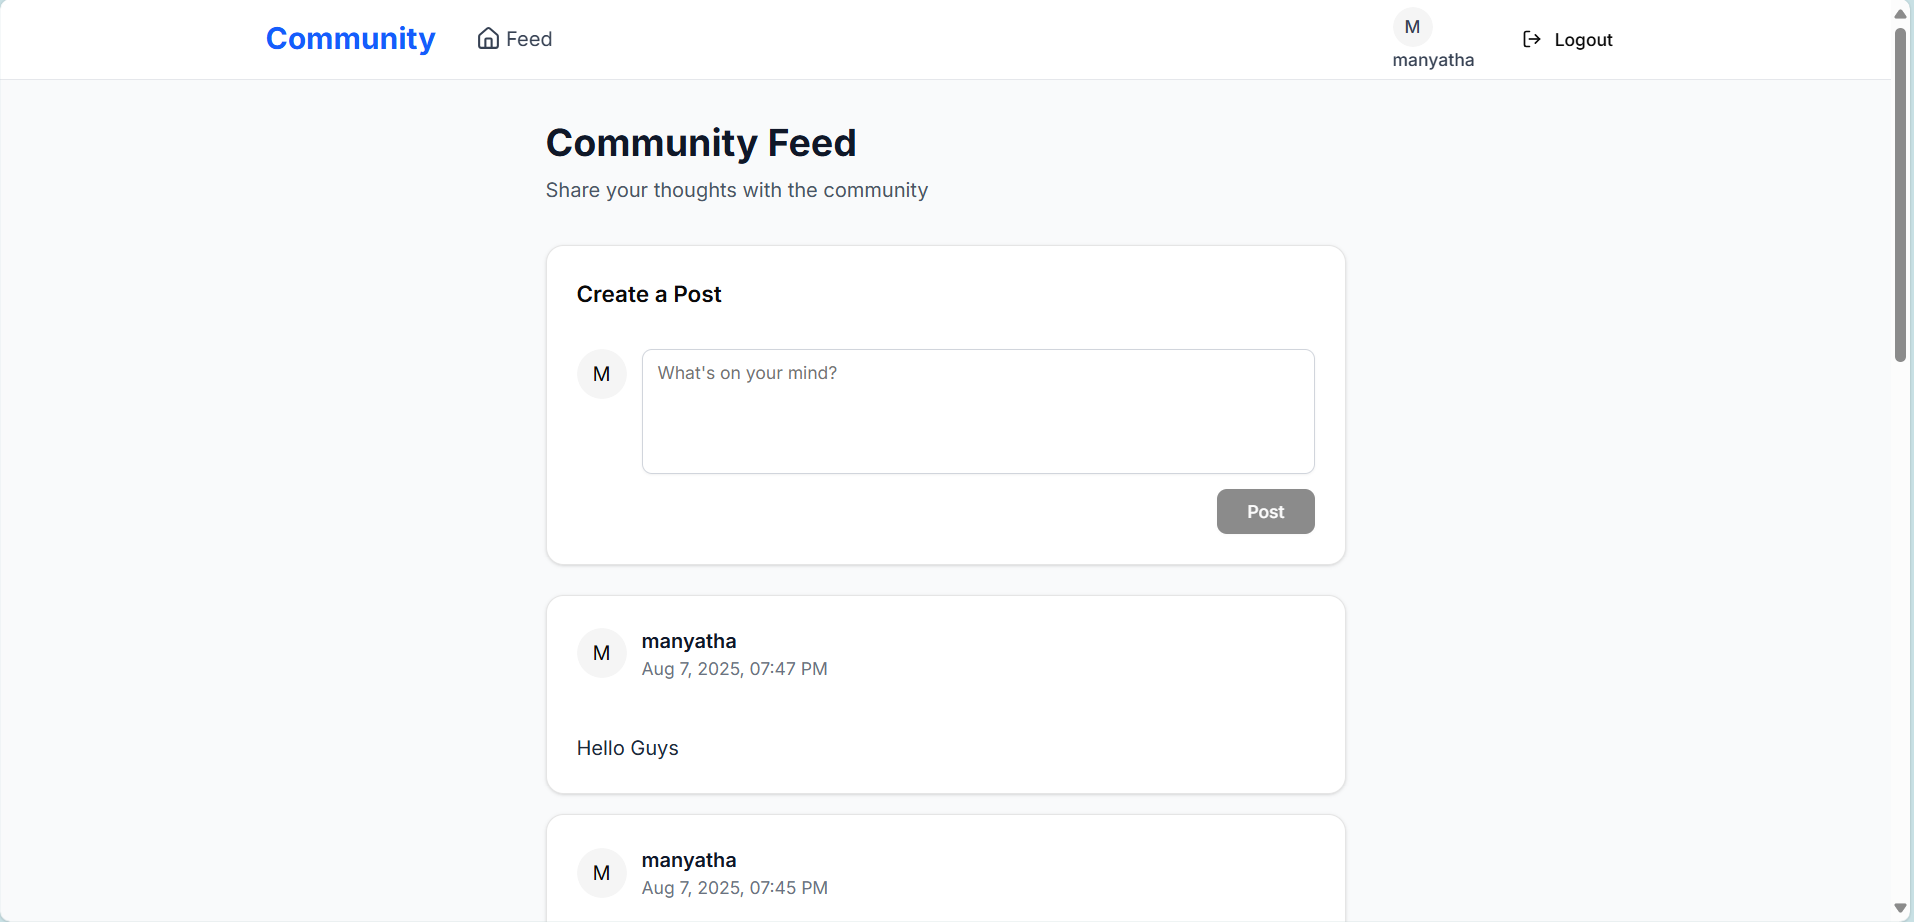 Community
Feed
M
manyatha
Logout
Community Feed
Share your thoughts with the community
Create a Post
M
What's on your mind?
Post
M
manyatha
Aug 7, 2025, 07:47 PM
Hello Guys
M
manyatha
Aug 7, 2025, 07:45 PM